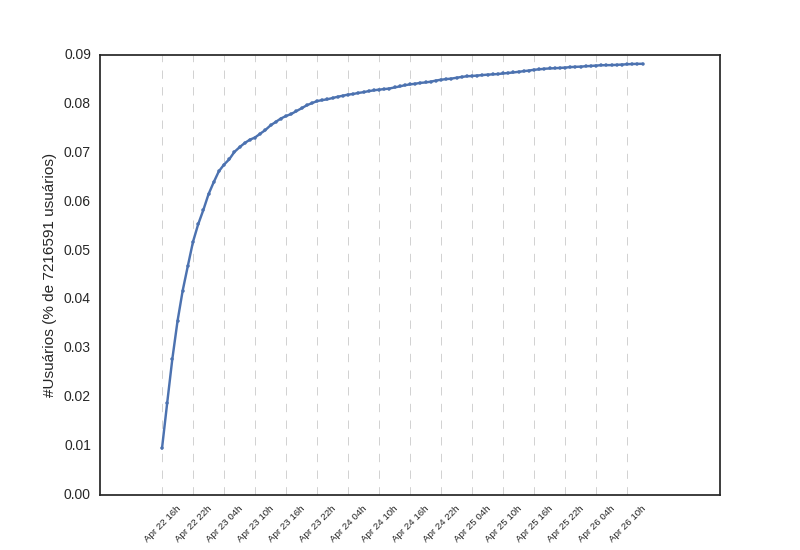 0.09
0.08
0.07
0.06
0.05
0.04
0.03
0.02
0.01
0.00
#Usuários (% de 7216591 usuários)
Apr 22 16h
Apr 22 22h
Apr 23 04h
Apr 23 10h
Apr 23 16h
Apr 23 22h
Apr 24 04h
Apr 24 10h
Apr 24 16h
Apr 24 22h
Apr 25 04h
Apr 25 10h
Apr 25 16h
Apr 25 22h
Apr 26 04h
Apr 26 10h